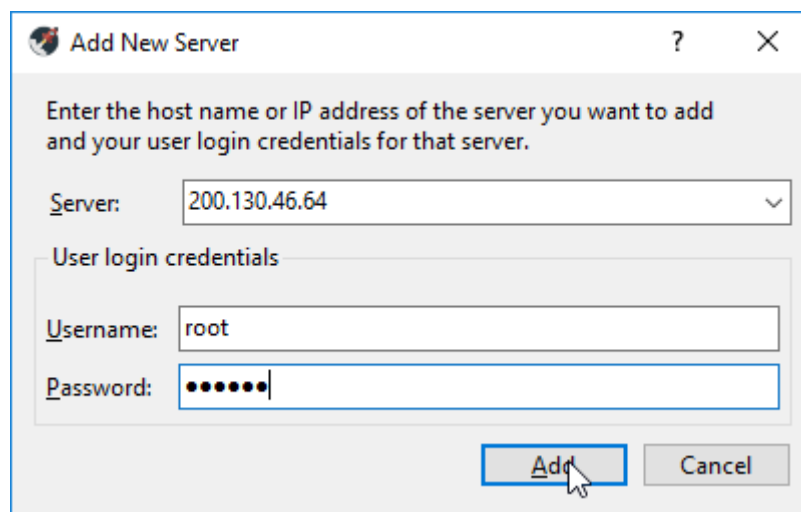 Add New Server
?
Enter the host name or IP address of the server you want to add
and your user login credentials for that server.
Server: 200.130.46.64
User login credentials
Username: root
Password: ●●●●●●
Add Cancel